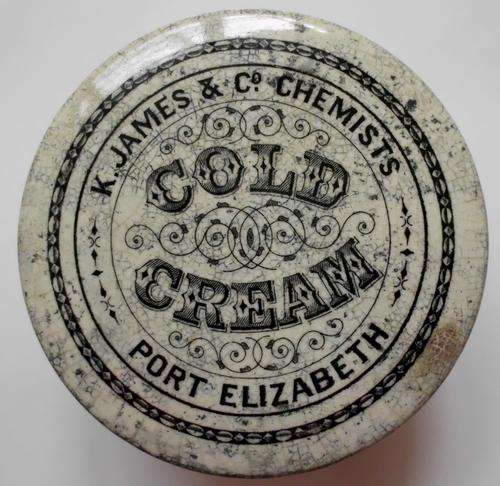 K. JAMES & Cº CHEMISTS
COLD
CREAM
PORT ELIZABETH